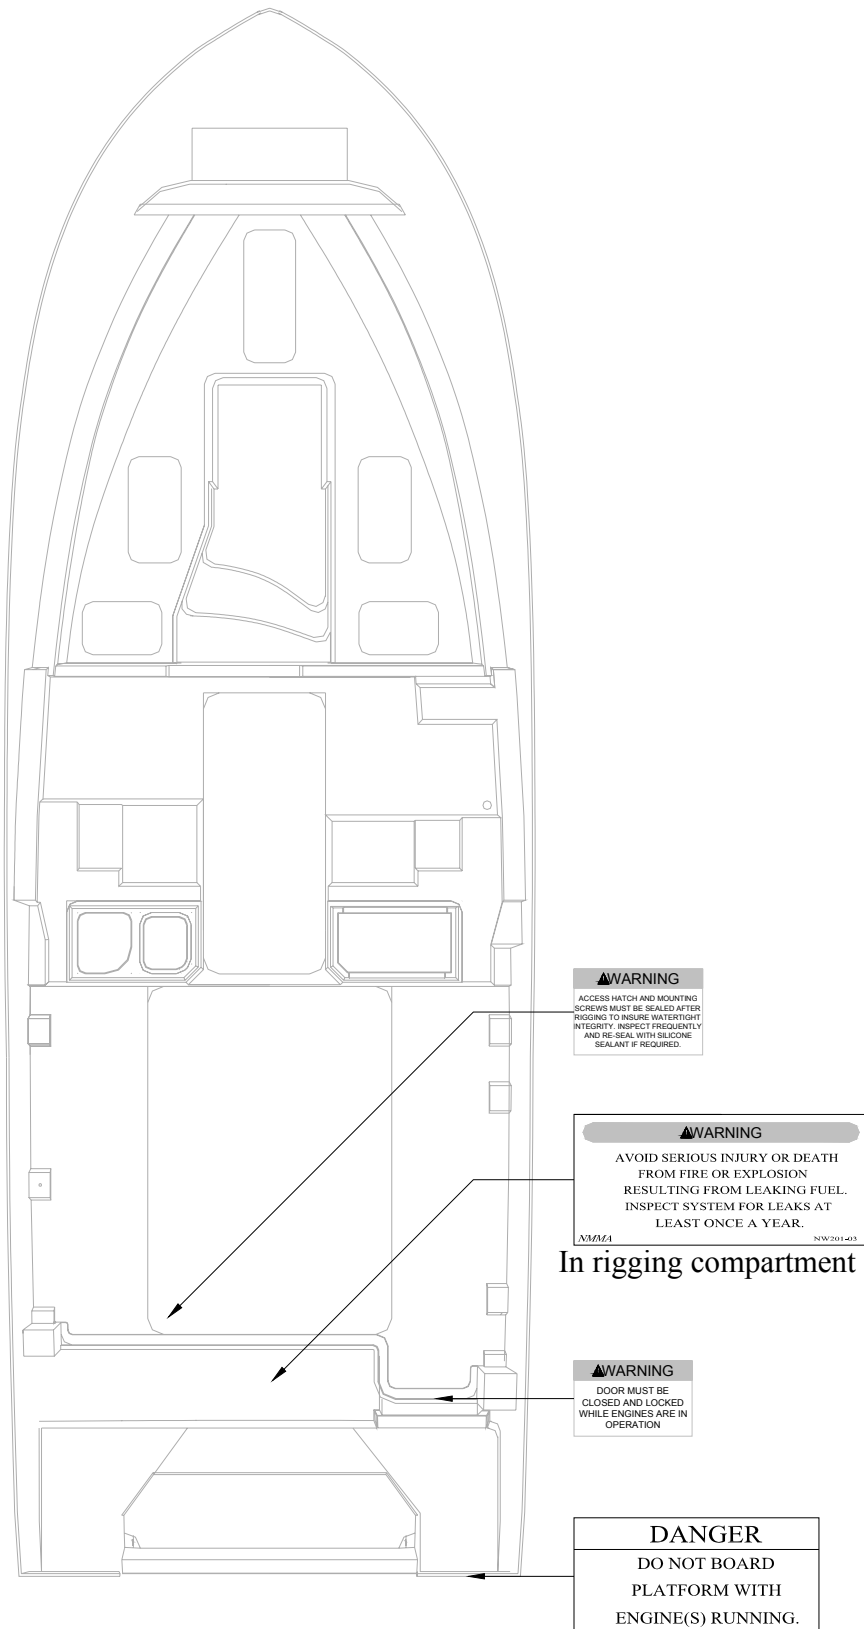 WARNING
ACCESS HATCH AND MOUNTING
SCREWS MUST BE SEALED AFTER
RIGGING TO INSURE WATERTIGHT
INTEGRITY. INSPECT FREQUENTLY
AND RE-SEAL WITH SILICONE
SEALANT IF REQUIRED.
WARNING
AVOID SERIOUS INJURY OR DEATH
FROM FIRE OR EXPLOSION
RESULTING FROM LEAKING FUEL.
INSPECT SYSTEM FOR LEAKS AT
LEAST ONCE A YEAR.
NMMA NW201-03
In rigging compartment
WARNING
DOOR MUST BE
CLOSED AND LOCKED
WHILE ENGINES ARE IN
OPERATION
DANGER
DO NOT BOARD
PLATFORM WITH
ENGINE(S) RUNNING.